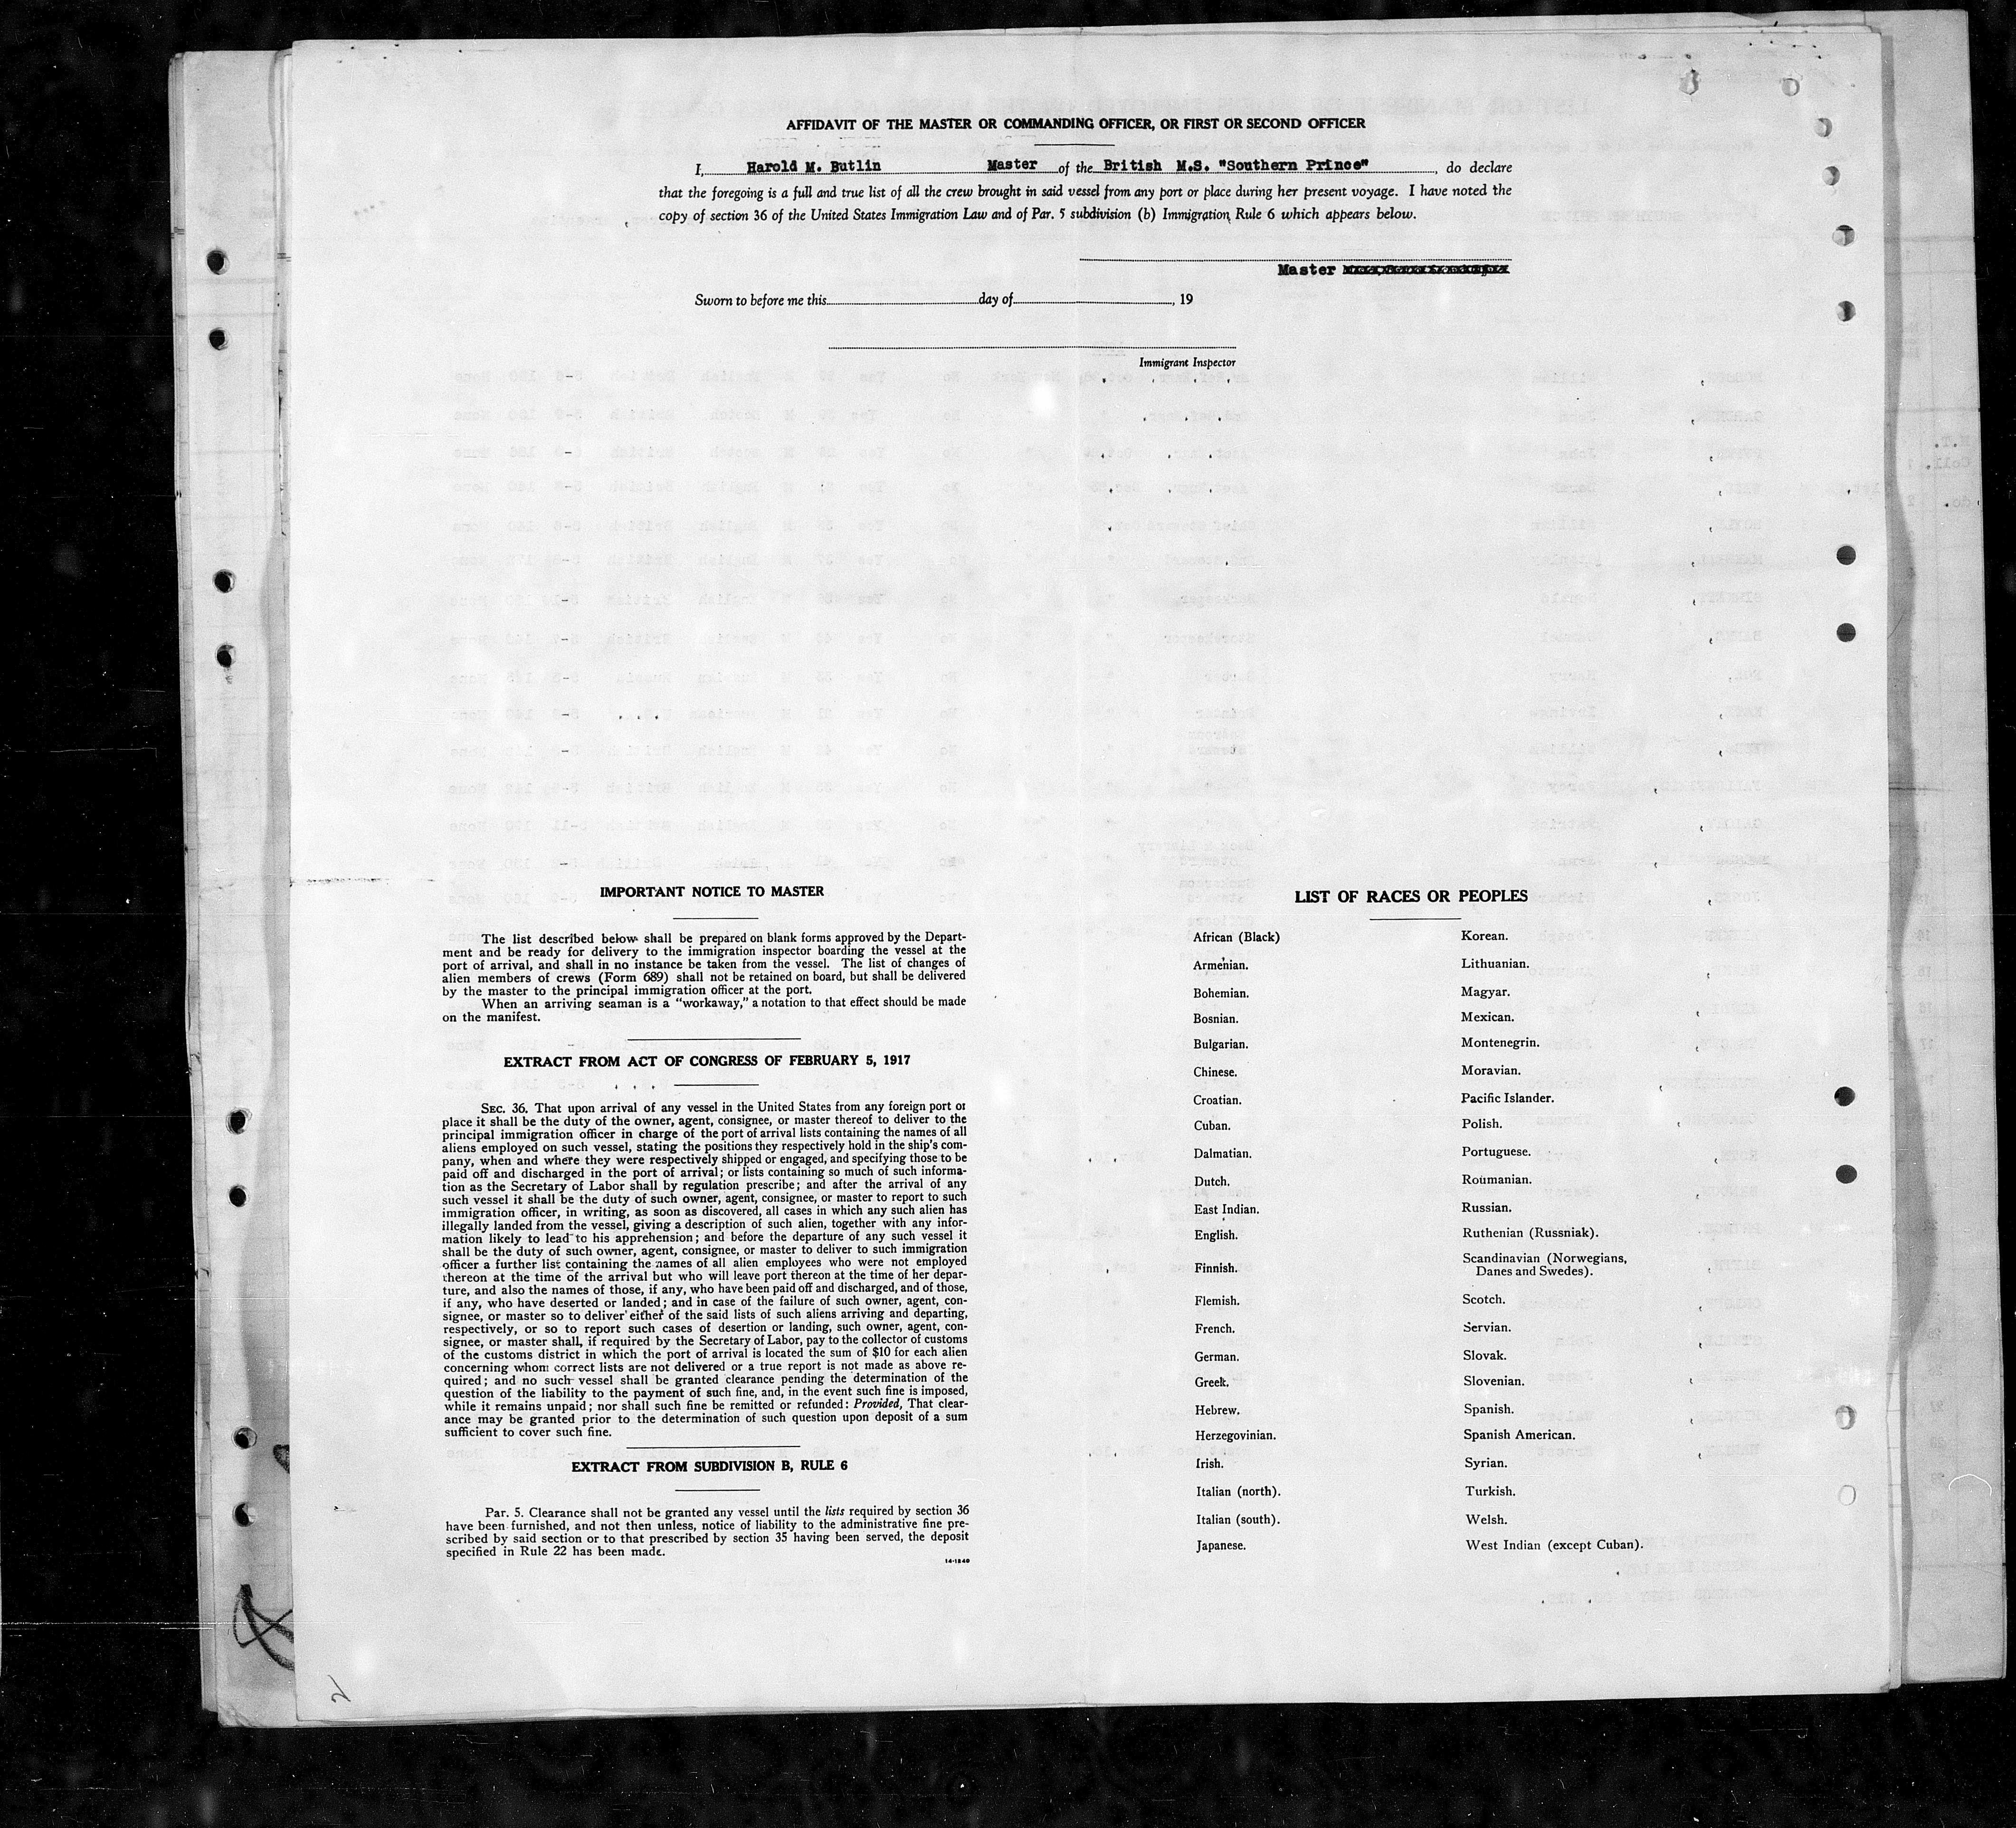 AFFIDAVIT OF THE MASTER OR COMMANDING OFFICER, OR FIRST OR SECOND OFFICER
I, Harold M. Butlin Master of the British M.S. "Southern Prince", do declare
that the foregoing is a full and true list of all the crew brought in said vessel from any port or place during her present voyage. I have noted the
copy of section 36 of the United States Immigration Law and of Par. 5 subdivision (b) Immigration Rule 6 which appears below.
Master
Sworn to before me this day of , 19
Immigrant Inspector
IMPORTANT NOTICE TO MASTER
The list described below shall be prepared on blank forms approved by the Depart-
ment and be ready for delivery to the immigration inspector boarding the vessel at the
port of arrival, and shall in no instance be taken from the vessel. The list of changes of
alien members of crews (Form 689) shall not be retained on board, but shall be delivered
by the master to the principal immigration officer at the port.
When an arriving seaman is a "workaway," a notation to that effect should be made
on the manifest.
EXTRACT FROM ACT OF CONGRESS OF FEBRUARY 5, 1917
SEC. 36. That upon arrival of any vessel in the United States from any foreign port or
place it shall be the duty of the owner, agent, consignee, or master thereof to deliver to the
principal immigration officer in charge of the port of arrival lists containing the names of all
aliens employed on such vessel, stating the positions they respectively hold in the ship's com-
pany, when and where they were respectively shipped or engaged, and specifying those to be
paid off and discharged in the port of arrival; or lists containing so much of such informa-
tion as the Secretary of Labor shall by regulation prescribe; and after the arrival of any
such vessel it shall be the duty of such owner, agent, consignee, or master to report to such
immigration officer, in writing, as soon as discovered, all cases in which any such alien has
illegally landed from the vessel, giving a description of such alien, together with any infor-
mation likely to lead to his apprehension; and before the departure of any such vessel it
shall be the duty of such owner, agent, consignee, or master to deliver to such immigration
officer a further list containing the names of all alien employees who were not employed
thereon at the time of the arrival but who will leave port thereon at the time of her depar-
ture, and also the names of those, if any, who have been paid off and discharged, and of those,
if any, who have deserted or landed; and in case of the failure of such owner, agent, con-
signee, or master so to deliver either of the said lists of such aliens arriving and departing,
respectively, or so to report such cases of desertion or landing, such owner, agent, con-
signee, or master shall, if required by the Secretary of Labor, pay to the collector of customs
of the customs district in which the port of arrival is located the sum of $10 for each alien
concerning whom correct lists are not delivered or a true report is not made as above re-
quired; and no such vessel shall be granted clearance pending the determination of the
question of the liability to the payment of such fine, and, in the event such fine is imposed,
while it remains unpaid; nor shall such fine be remitted or refunded: Provided, That clear-
ance may be granted prior to the determination of such question upon deposit of a sum
sufficient to cover such fine.
EXTRACT FROM SUBDIVISION B, RULE 6
Par. 5. Clearance shall not be granted any vessel until the lists required by section 36
have been furnished, and not then unless, notice of liability to the administrative fine pre-
scribed by said section or to that prescribed by section 35 having been served, the deposit
specified in Rule 22 has been made.
14-1240
LIST OF RACES OR PEOPLES
African (Black)
Armenian.
Bohemian.
Bosnian.
Bulgarian.
Chinese.
Croatian.
Cuban.
Dalmatian.
Dutch.
East Indian.
English.
Finnish.
Flemish.
French.
German.
Greek.
Hebrew.
Herzegovinian.
Irish.
Italian (north).
Italian (south).
Japanese.
Korean.
Lithuanian.
Magyar.
Mexican.
Montenegrin.
Moravian.
Pacific Islander.
Polish.
Portuguese.
Roumanian.
Russian.
Ruthenian (Russniak).
Scandinavian (Norwegians,
Danes and Swedes).
Scotch.
Servian.
Slovak.
Slovenian.
Spanish.
Spanish American.
Syrian.
Turkish.
Welsh.
West Indian (except Cuban).